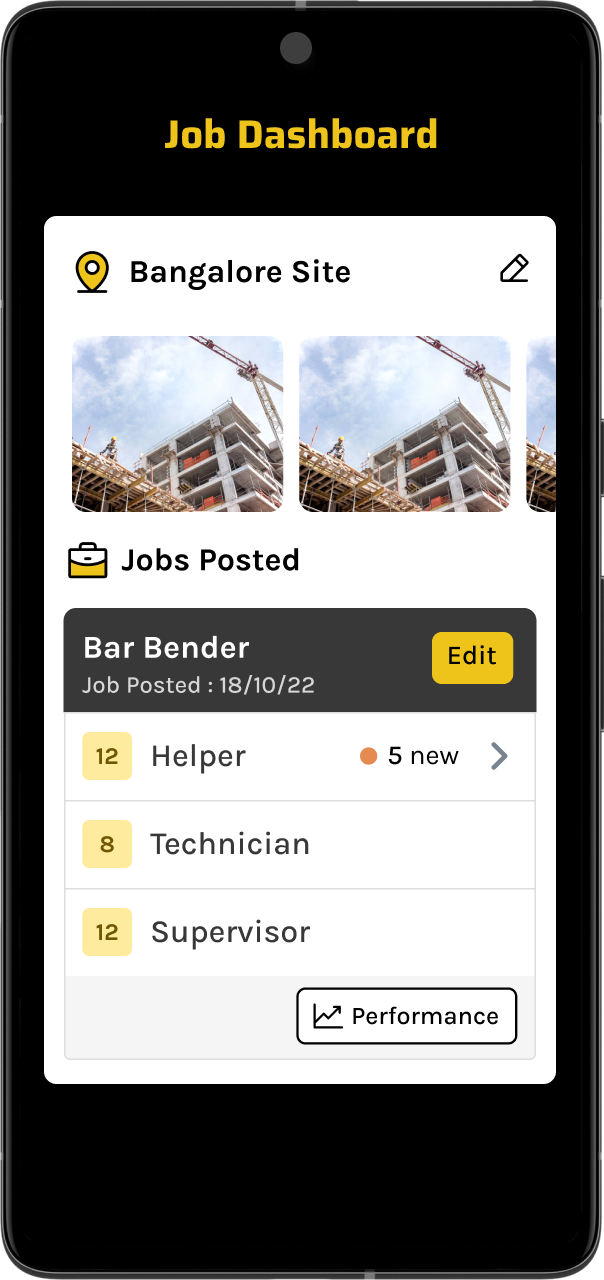 Job Dashboard
Bangalore Site
Jobs Posted
Bar Bender
Edit
Job Posted : 18/10/22
12 Helper 5 new
8 Technician
12 Supervisor
Performance